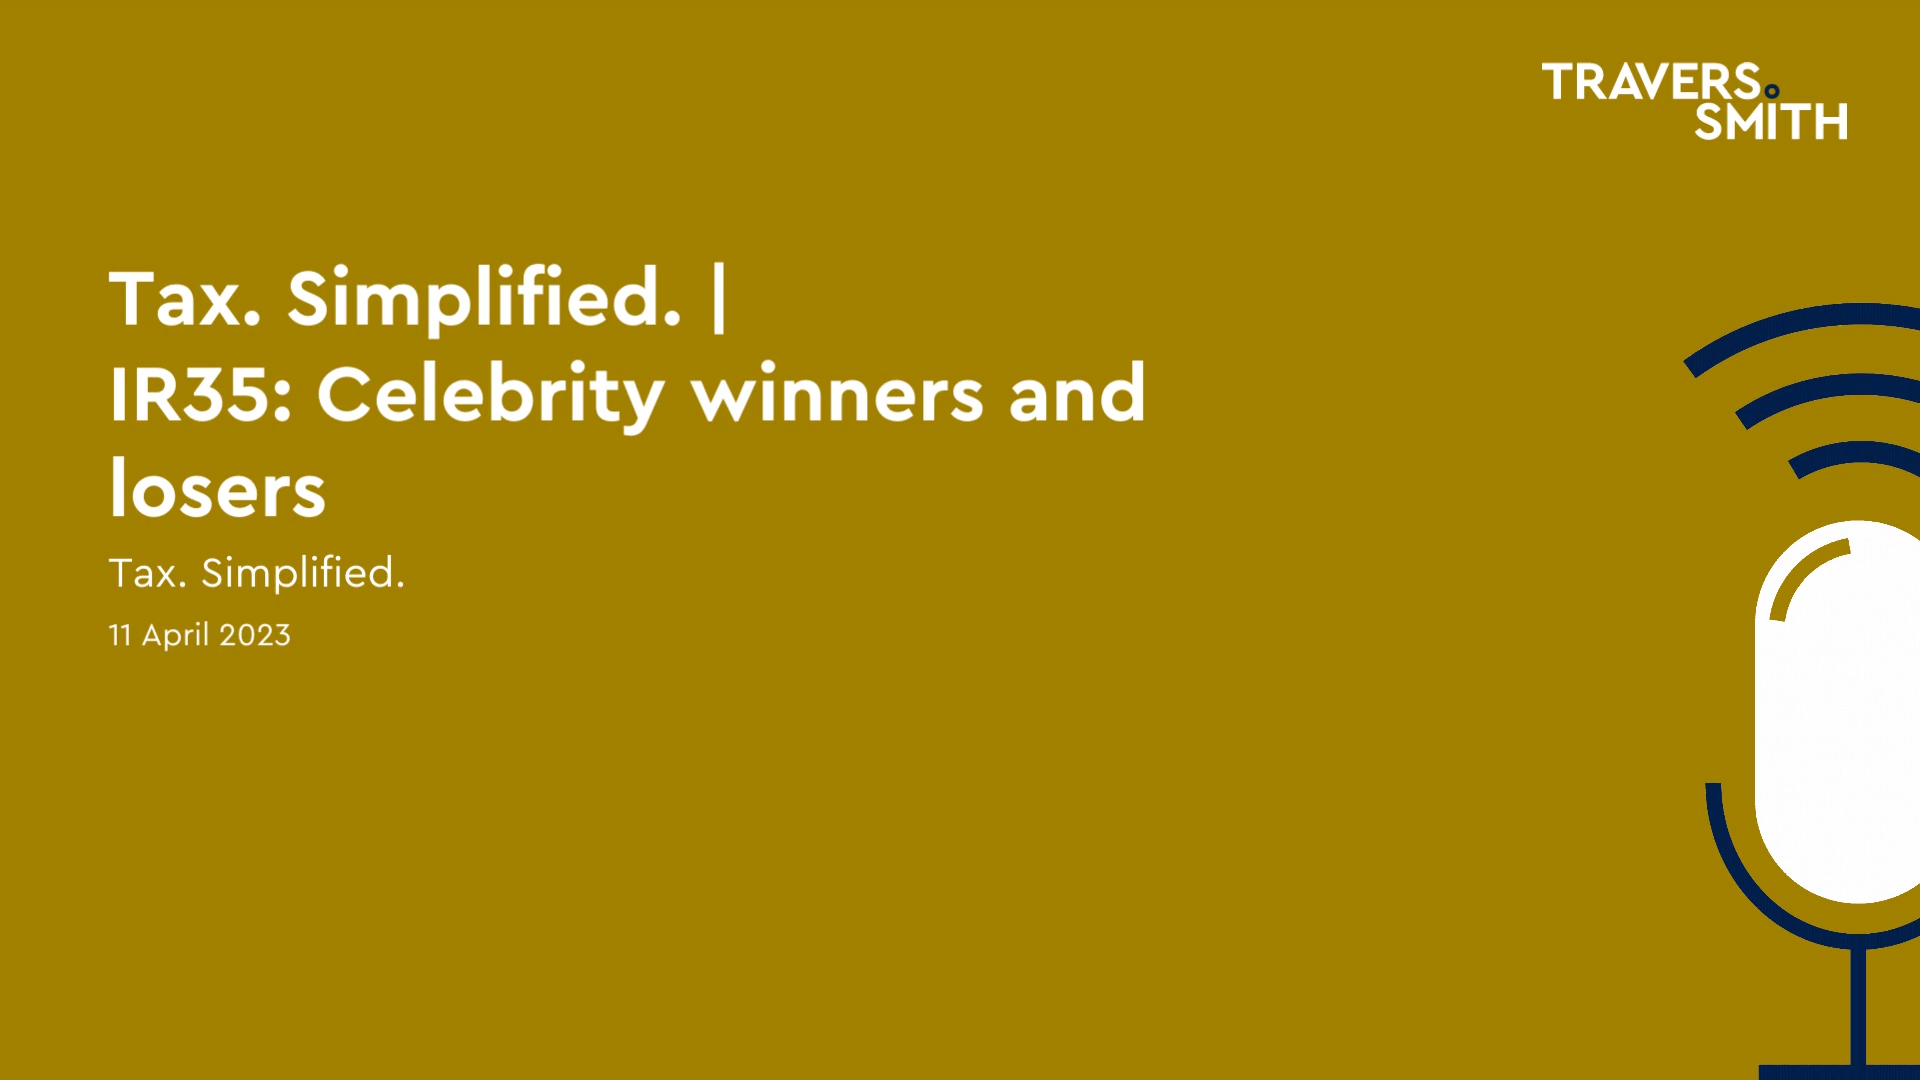 TRAVERS
SMITH
Tax. Simplified. |
IR35: Celebrity winners and
losers
Tax. Simplified.
11 April 2023